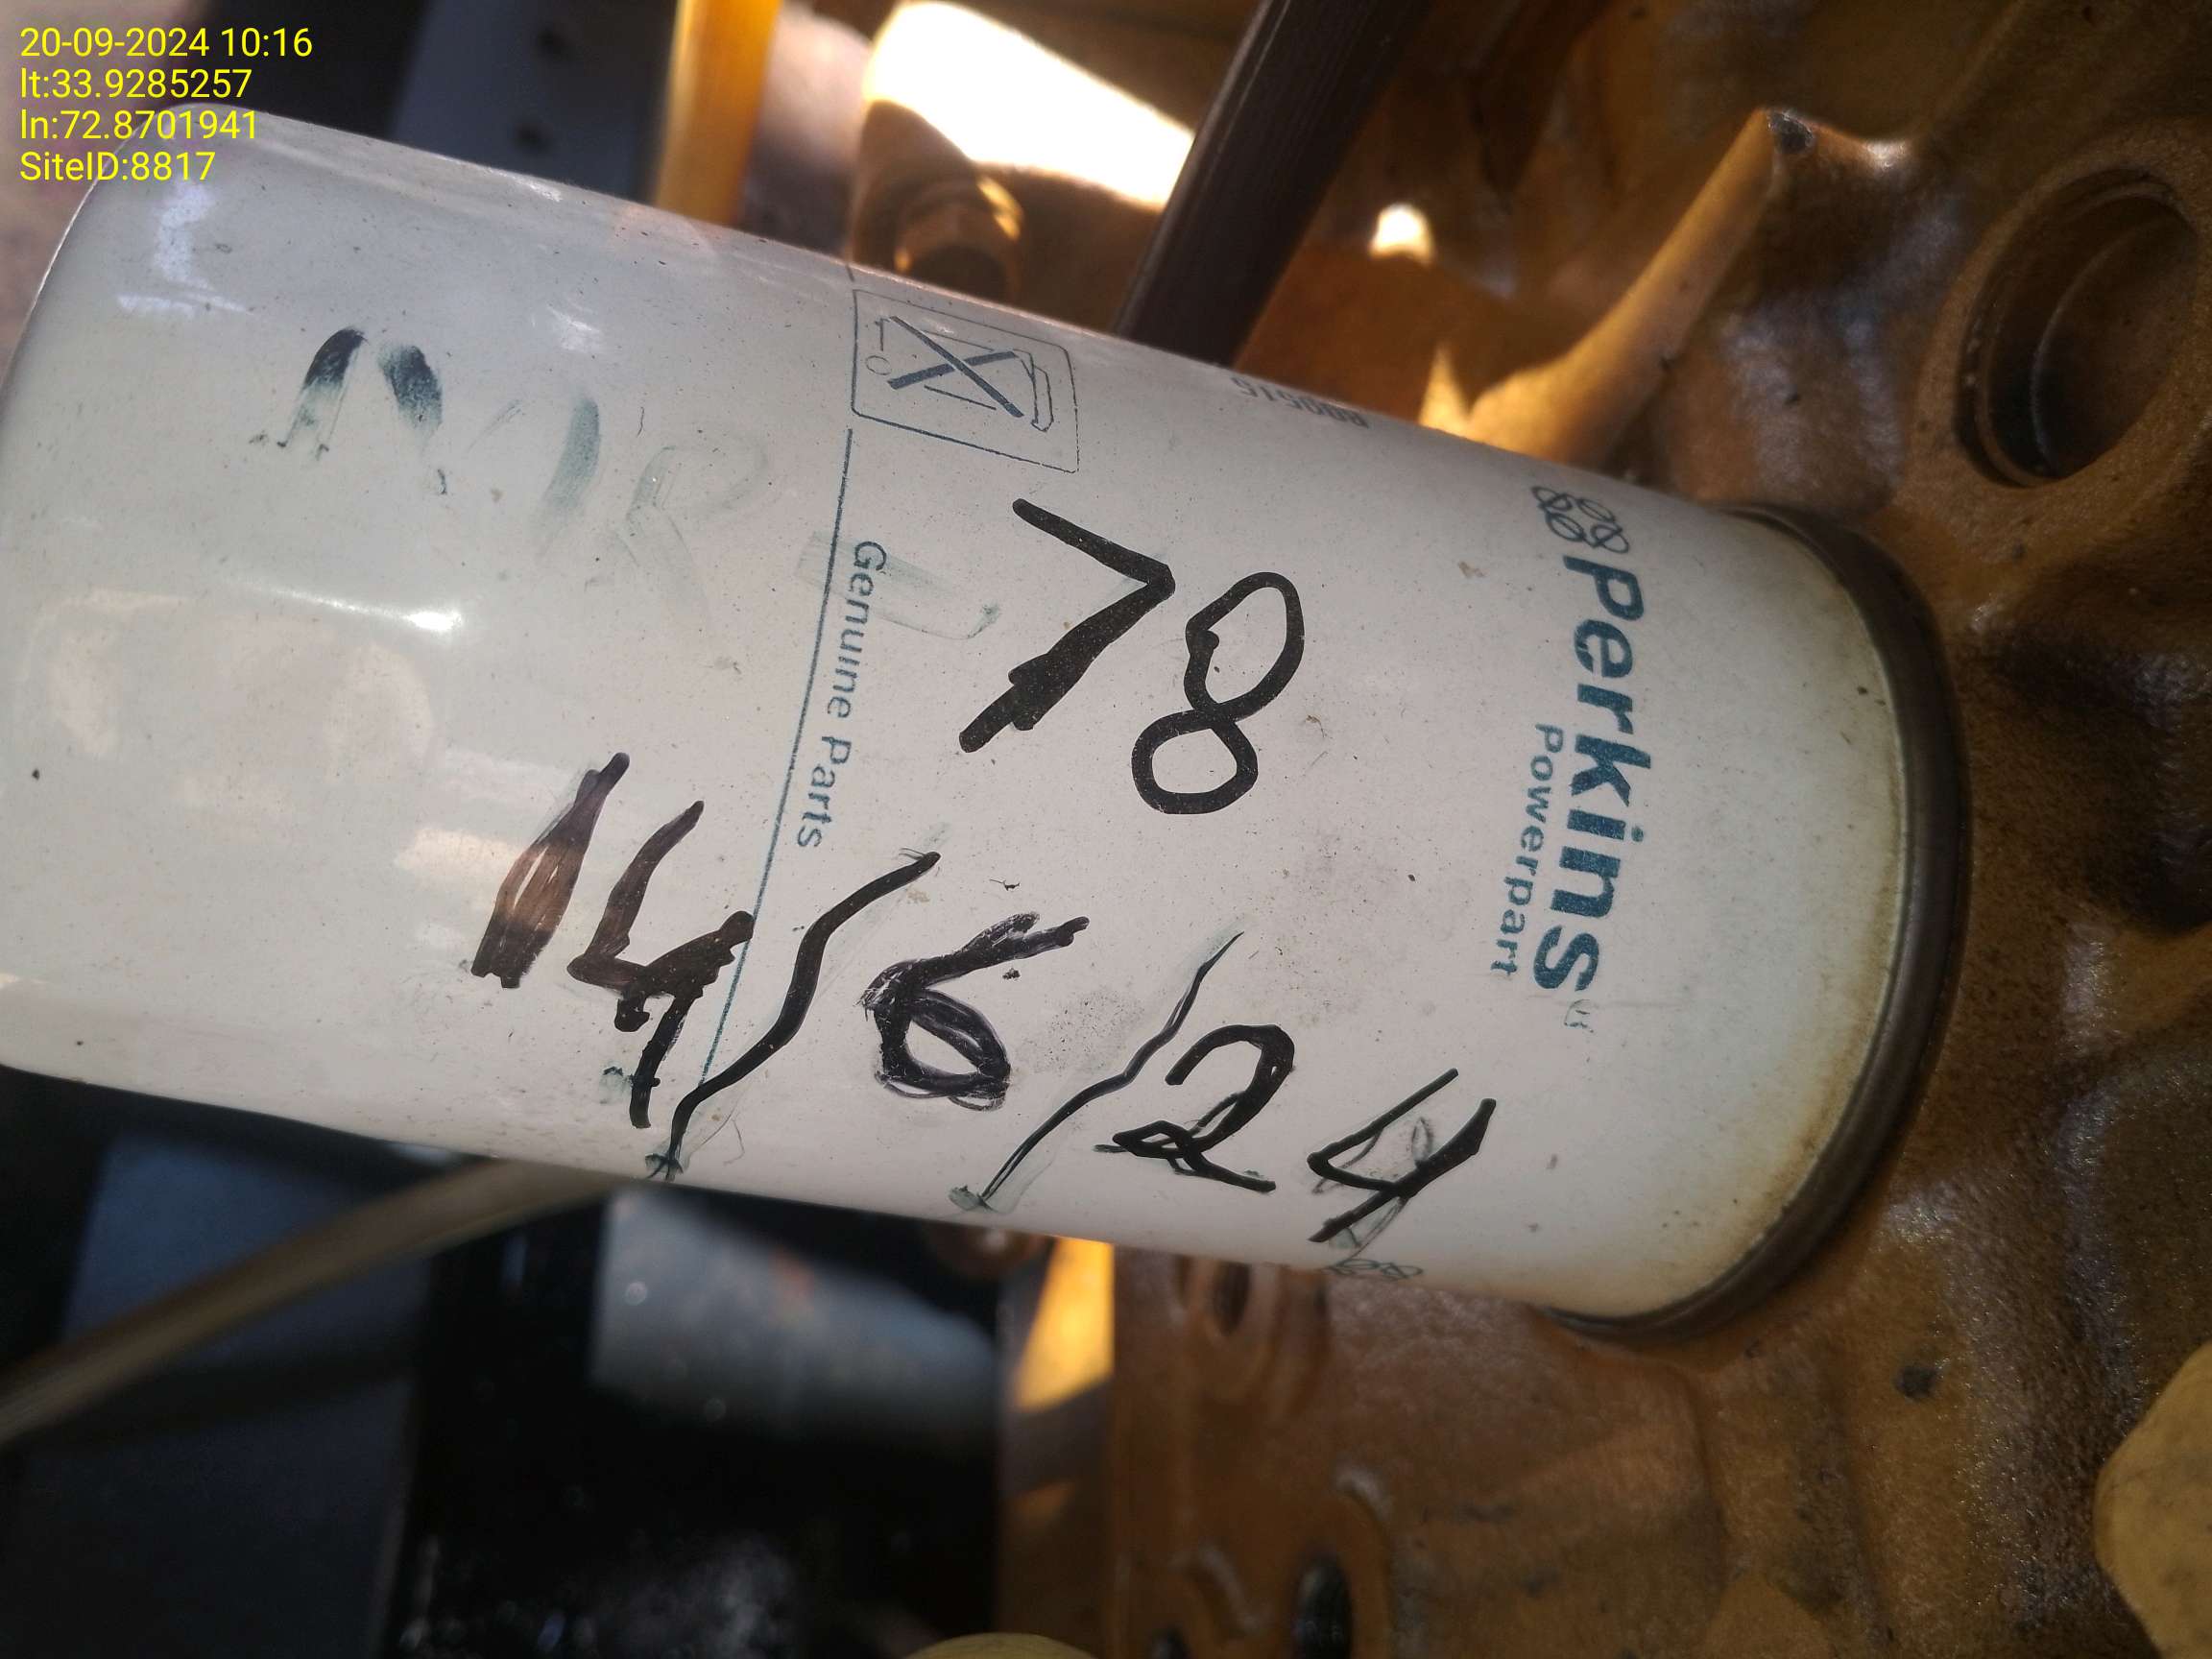 20-09-2024 10:16
lt:33.9285257
ln:72.8701941
SiteID:8817
Perkins
Powerpart
78
Genuine Parts
14/6/24